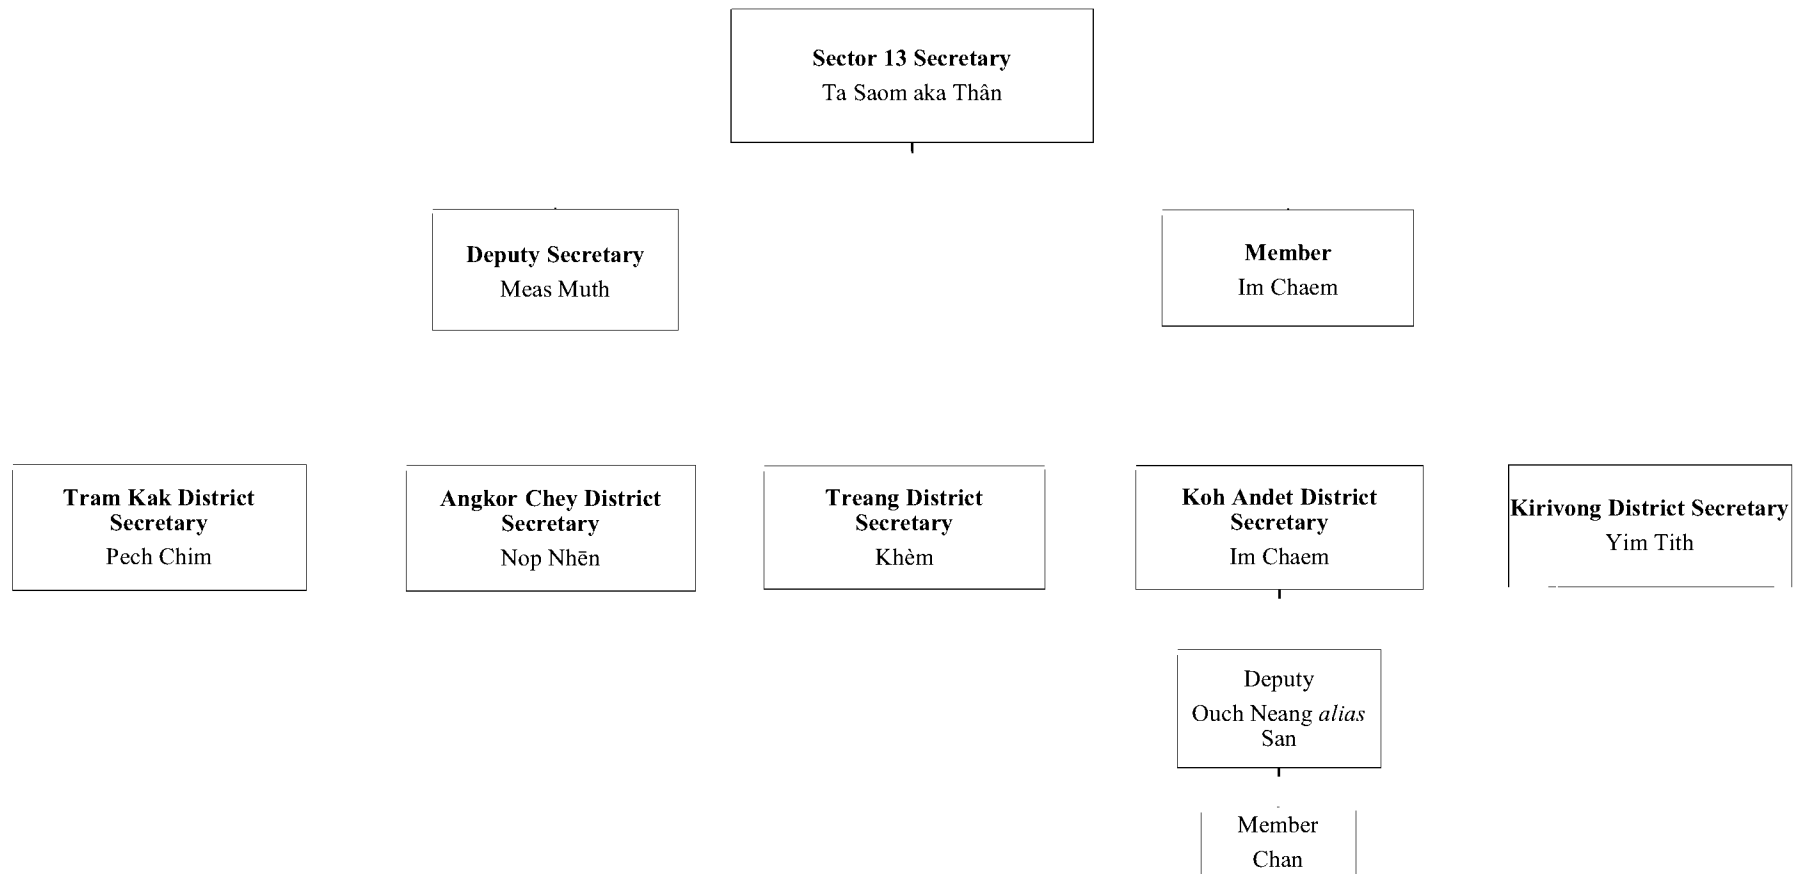 Sector 13 Secretary
Ta Saom aka Thân
Deputy Secretary
Meas Muth
Member
Im Chaem
Tram Kak District
Secretary
Pech Chim
Angkor Chey District
Secretary
Nop Nhēn
Treang District
Secretary
Khèm
Koh Andet District
Secretary
Im Chaem
Kirivong District Secretary
Yim Tith
Deputy
Ouch Neang alias
San
Member
Chan